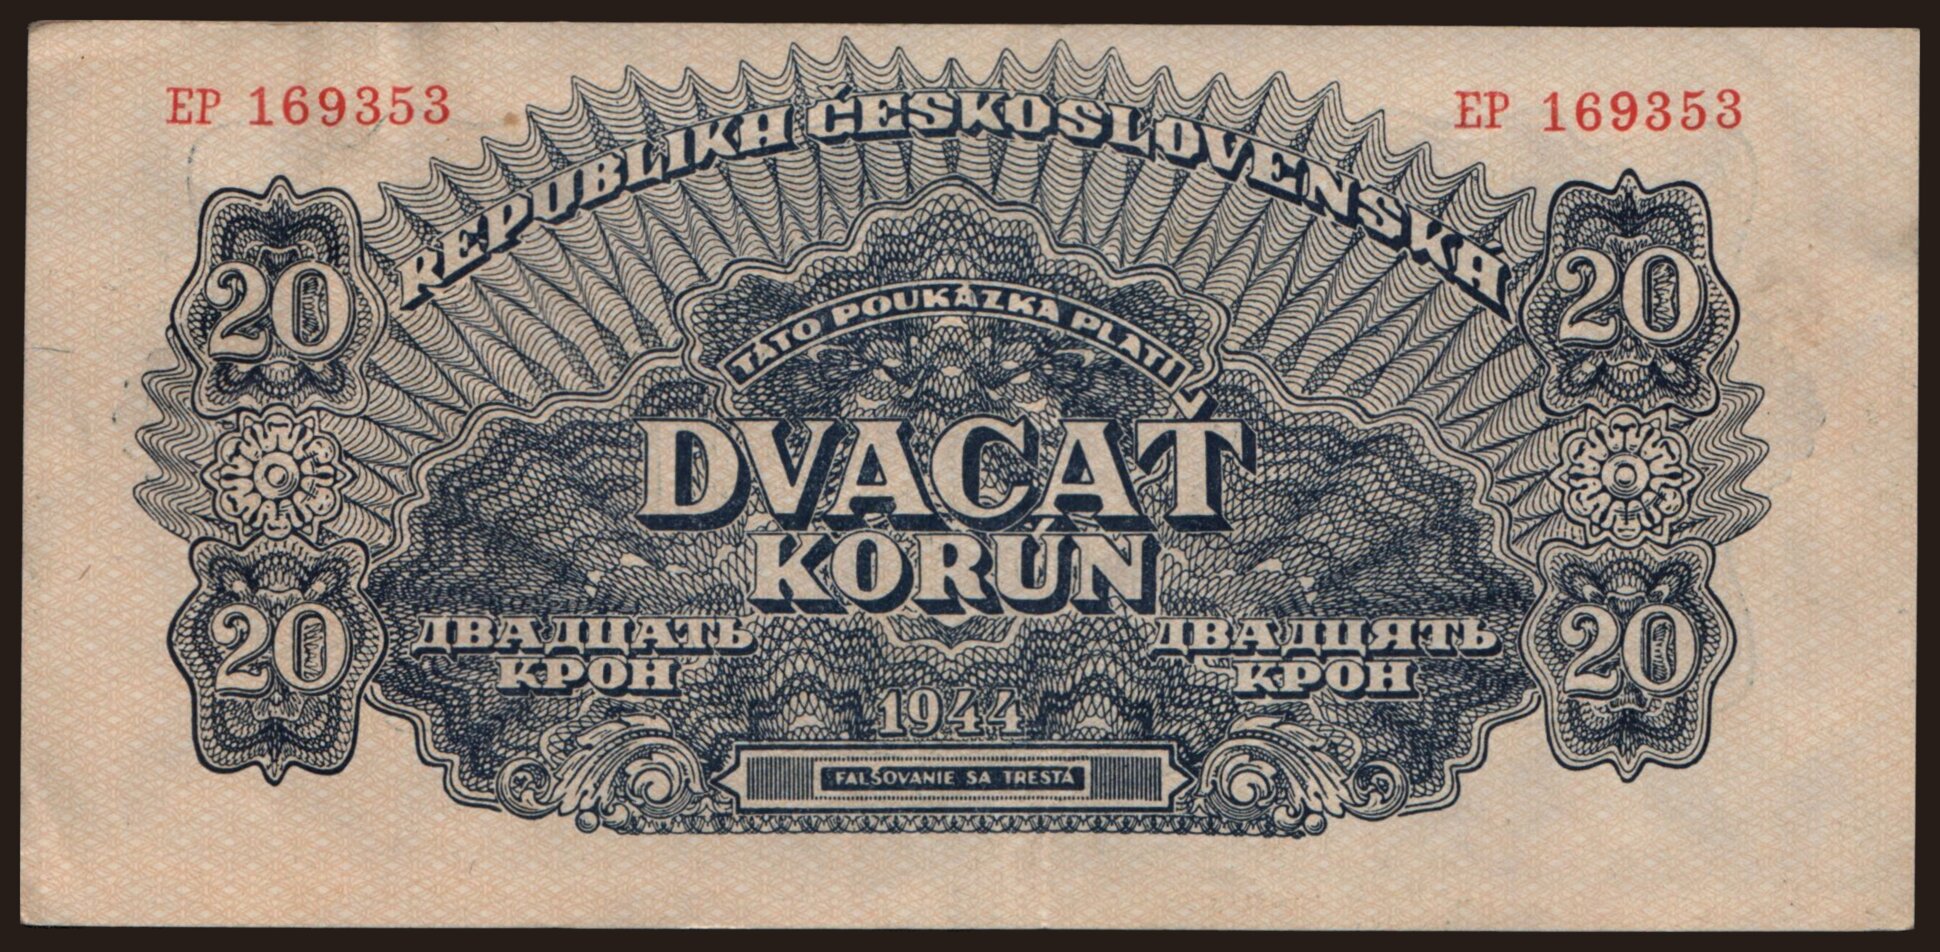 EP 169353
EP 169353
REPUBLIKA ČESKOSLOVENSKÁ
20
20
TÁTO POUKÁZKA PLATÍ
DVACAŤ
KORÚN
ДВАДЦАТЬ
КРОН
ДВАДЦЯТЬ
КРОН
20
20
1944
FALŠOVANIE SA TRESTÁ